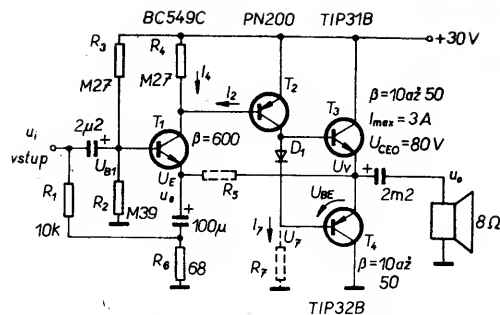 BC549C
PN200
TIP31B
R3
M27
R4
M27
I4
I2
T2
T3
+30V
β=10až 50
Imax=3A
UCEO=80V
ui
vstup
2µ2
+
UB1
T1
β=600
D1
UE
R5
UV
+
2m2
uo
R1
10k
R2
M39
ue
+
100µ
UBE
I7
U7
R7
T4
β=10až
50
8Ω
R6
68
TIP32B